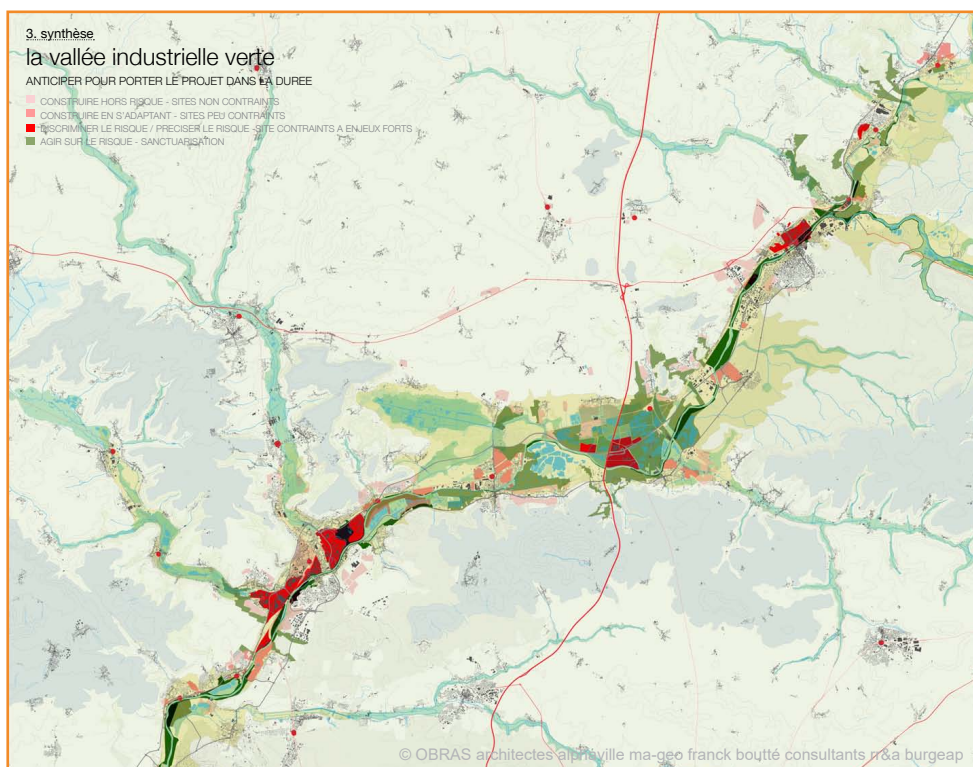 3. synthèse
la vallée industrielle verte
ANTICIPER POUR PORTER LE PROJET DANS LA DUREE
CONSTRUIRE HORS RISQUE - SITES NON CONTRAINTS
CONSTRUIRE EN S'ADAPTANT - SITES PEU CONTRAINTS
DISCRIMINER LE RISQUE / PRECISER LE RISQUE -SITE CONTRAINTS A ENJEUX FORTS
AGIR SUR LE RISQUE - SANCTUARISATION
© OBRAS architectes alphaville ma-geo franck boutté consultants rr&a burgeap